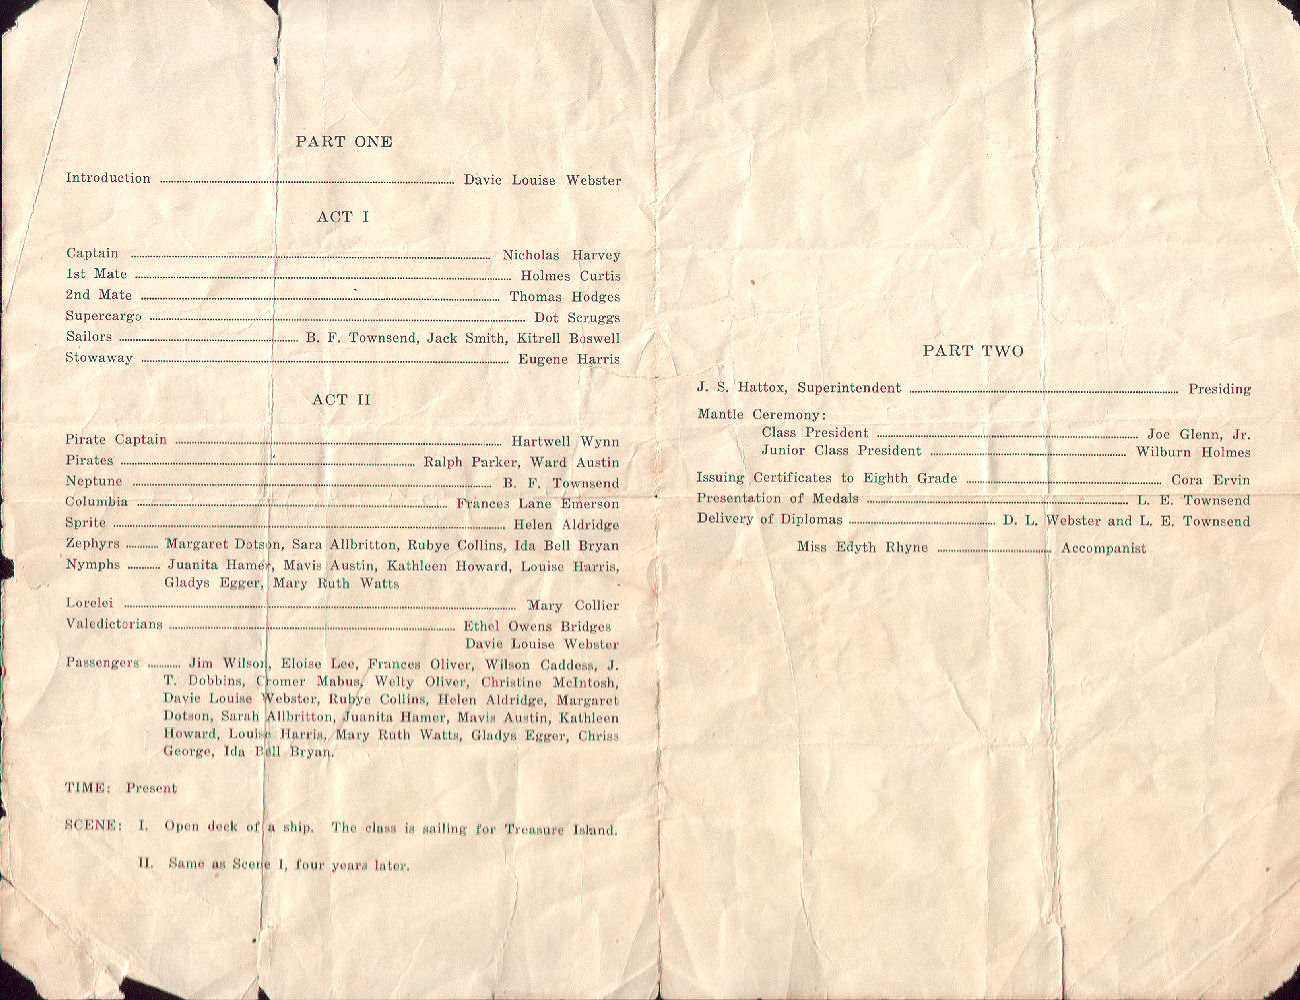 PART ONE
Introduction ........ Davie Louise Webster
ACT I
Captain ........ Nicholas Harvey
1st Mate ........ Holmes Curtis
2nd Mate ........ Thomas Hodges
Supercargo ........ Dot Scruggs
Sailors ........ B. F. Townsend, Jack Smith, Kitrell Boswell
Stowaway ........ Eugene Harris
ACT II
Pirate Captain ........ Hartwell Wynn
Pirates ........ Ralph Parker, Ward Austin
Neptune ........ B. F. Townsend
Columbia ........ Frances Lane Emerson
Sprite ........ Helen Aldridge
Zephyrs ........ Margaret Dotson, Sara Allbritton, Rubye Collins, Ida Bell Bryan
Nymphs ........ Juanita Hamer, Mavis Austin, Kathleen Howard, Louise Harris,
Gladys Egger, Mary Ruth Watts
Lorelei ........ Mary Collier
Valedictorians ........ Ethel Owens Bridges
Davie Louise Webster
Passengers ........ Jim Wilson, Eloise Lee, Frances Oliver, Wilson Caddess, J.
T. Dobbins, Cromer Mabus, Welty Oliver, Christine McIntosh,
Davie Louise Webster, Rubye Collins, Helen Aldridge, Margaret
Dotson, Sarah Allbritton, Juanita Hamer, Mavis Austin, Kathleen
Howard, Louise Harris, Mary Ruth Watts, Gladys Egger, Chriss
George, Ida Bell Bryan.
TIME: Present
SCENE: I. Open deck of a ship. The class is sailing for Treasure Island.
II. Same as Scene I, four years later.
PART TWO
J. S. Hattox, Superintendent ........ Presiding
Mantle Ceremony:
Class President ........ Joe Glenn, Jr.
Junior Class President ........ Wilburn Holmes
Issuing Certificates to Eighth Grade ........ Cora Ervin
Presentation of Medals ........ L. E. Townsend
Delivery of Diplomas ........ D. L. Webster and L. E. Townsend
Miss Edyth Rhyne ........ Accompanist